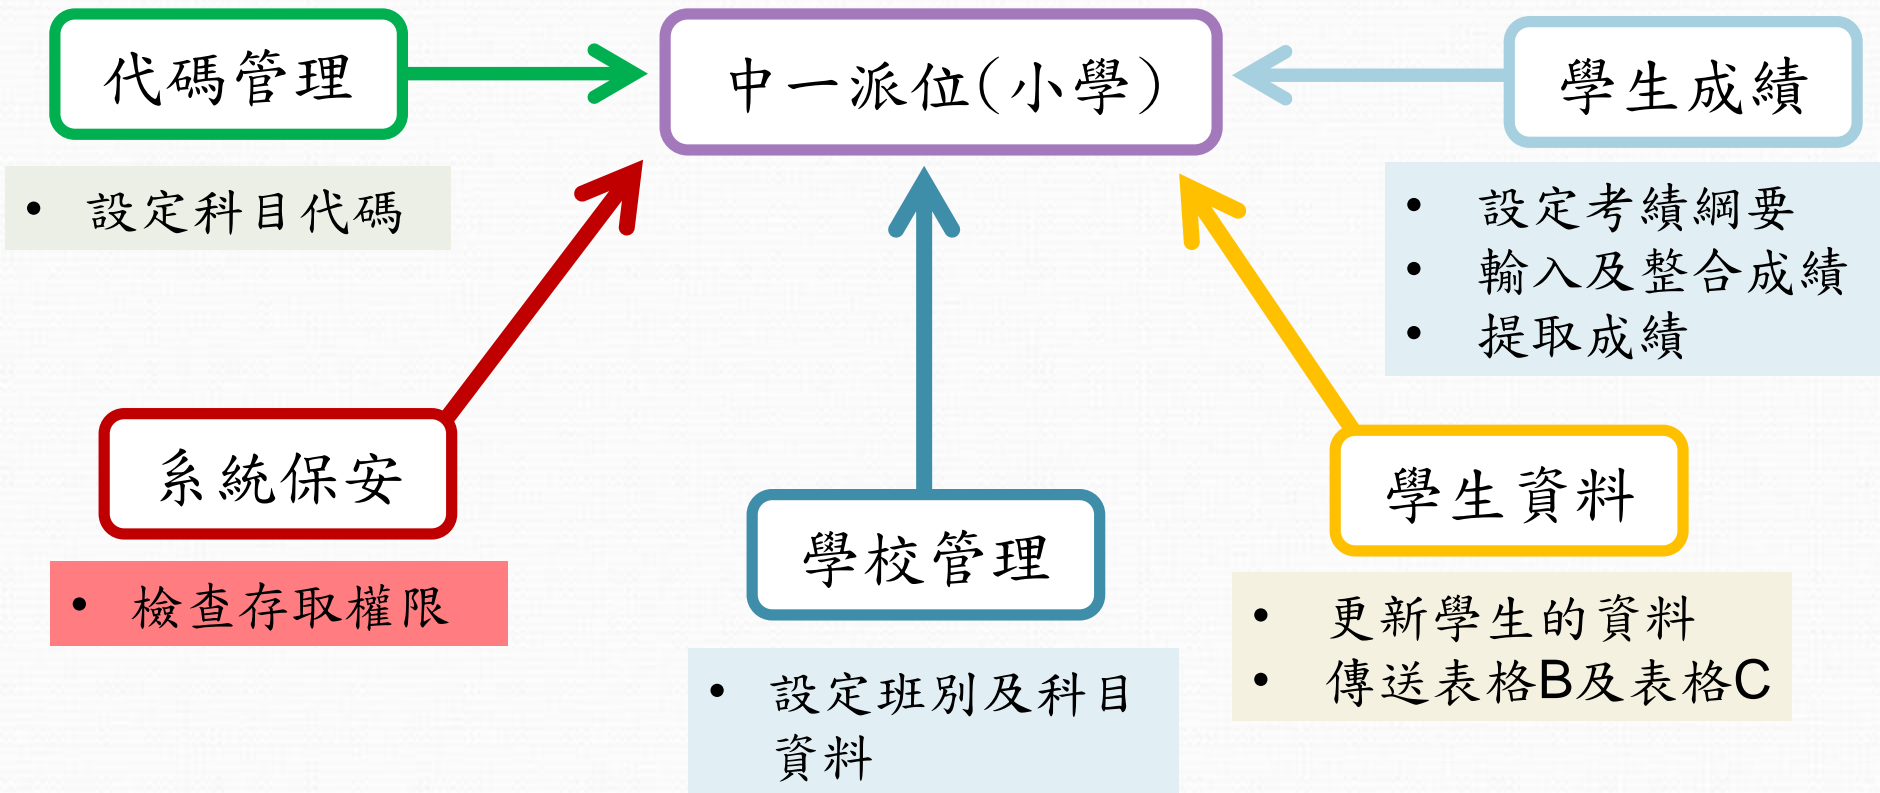 代碼管理
中一派位(小學)
學生成績
• 設定科目代碼
• 設定考績綱要
• 輸入及整合成績
• 提取成績
系統保安
學生資料
學校管理
• 檢查存取權限
• 更新學生的資料
• 傳送表格B及表格C
• 設定班別及科目
資料